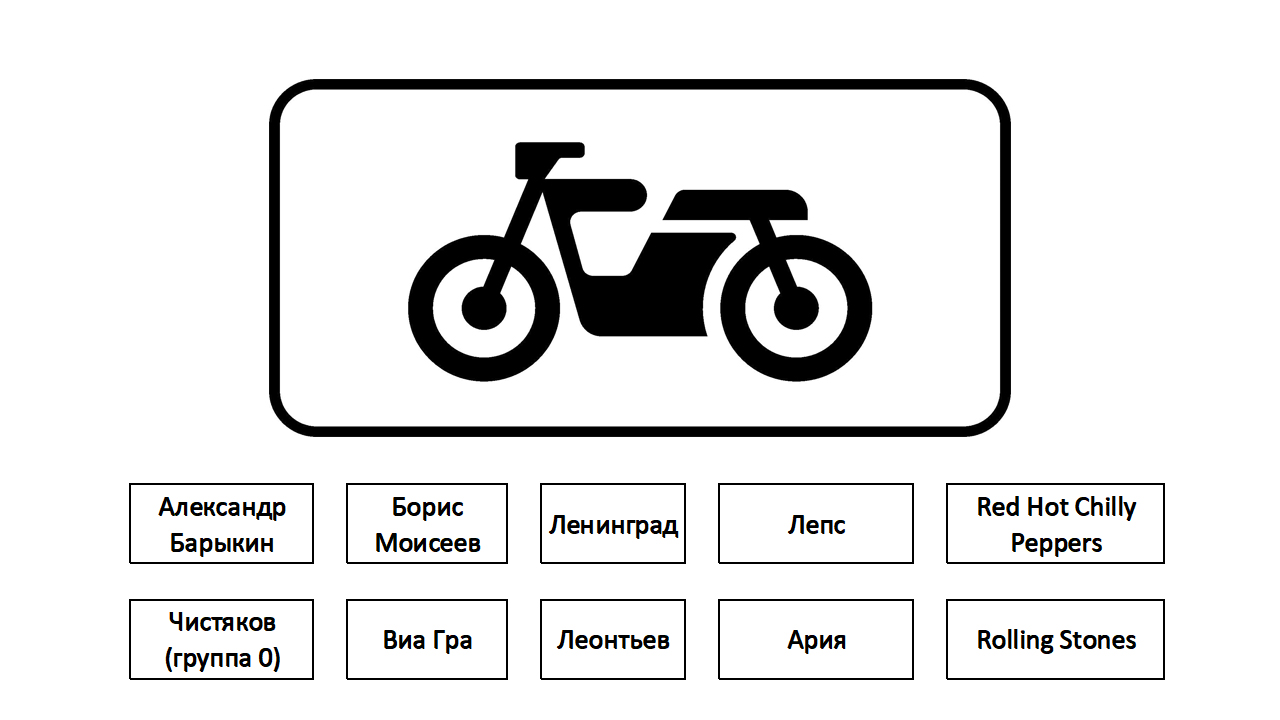 Александр
Барыкин
Борис
Моисеев
Ленинград
Лепс
Red Hot Chilly
Peppers
Чистяков
(группа 0)
Виа Гра
Леонтьев
Ария
Rolling Stones